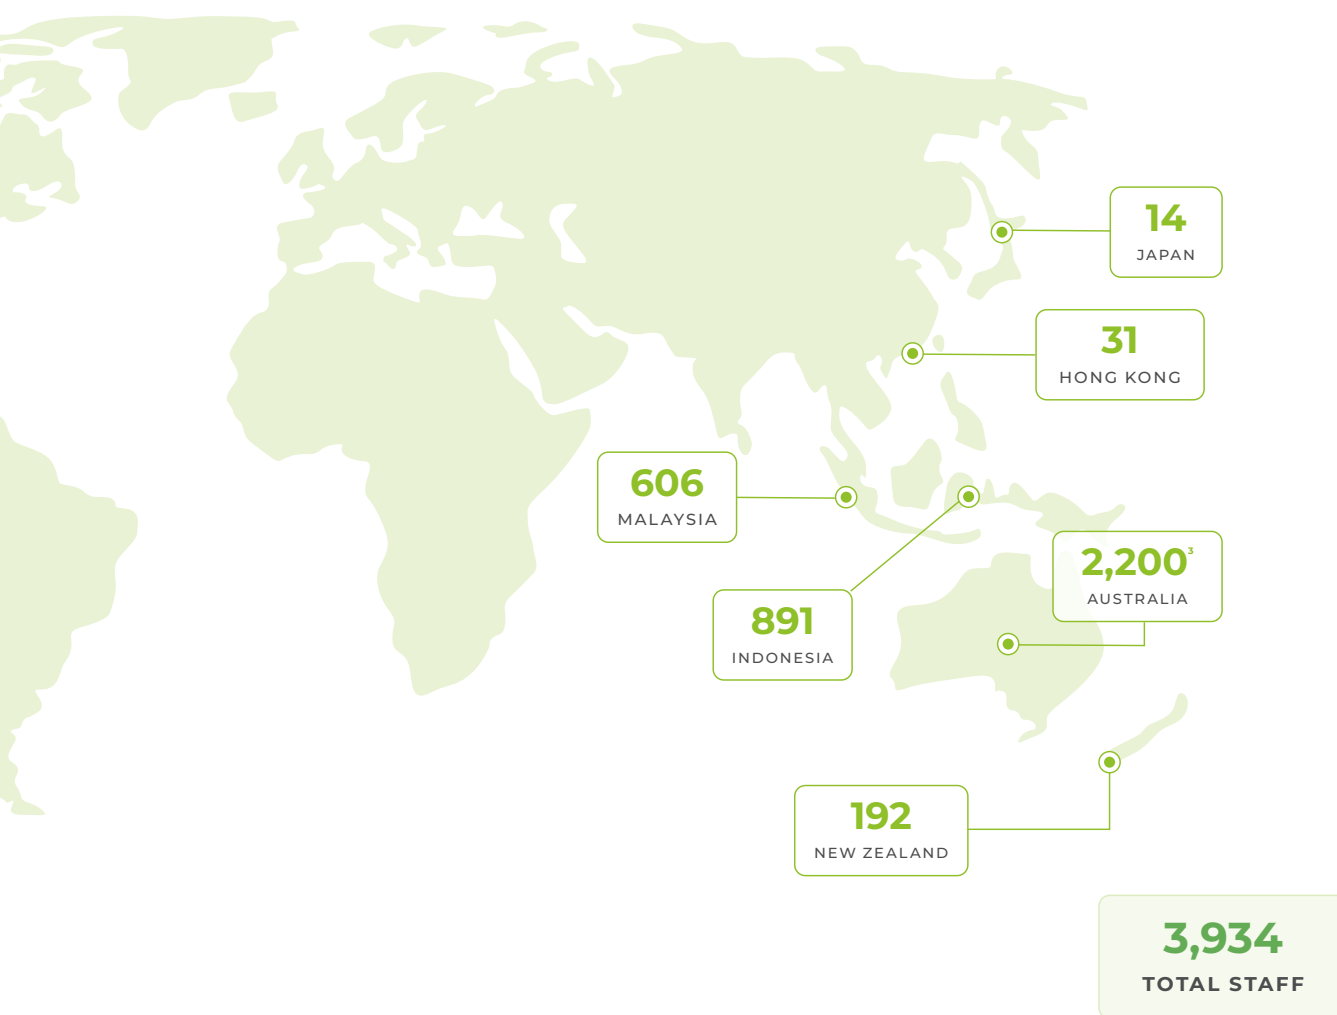 14
JAPAN
31
HONG KONG
606
MALAYSIA
2,200³
AUSTRALIA
891
INDONESIA
192
NEW ZEALAND
3,934
TOTAL STAFF